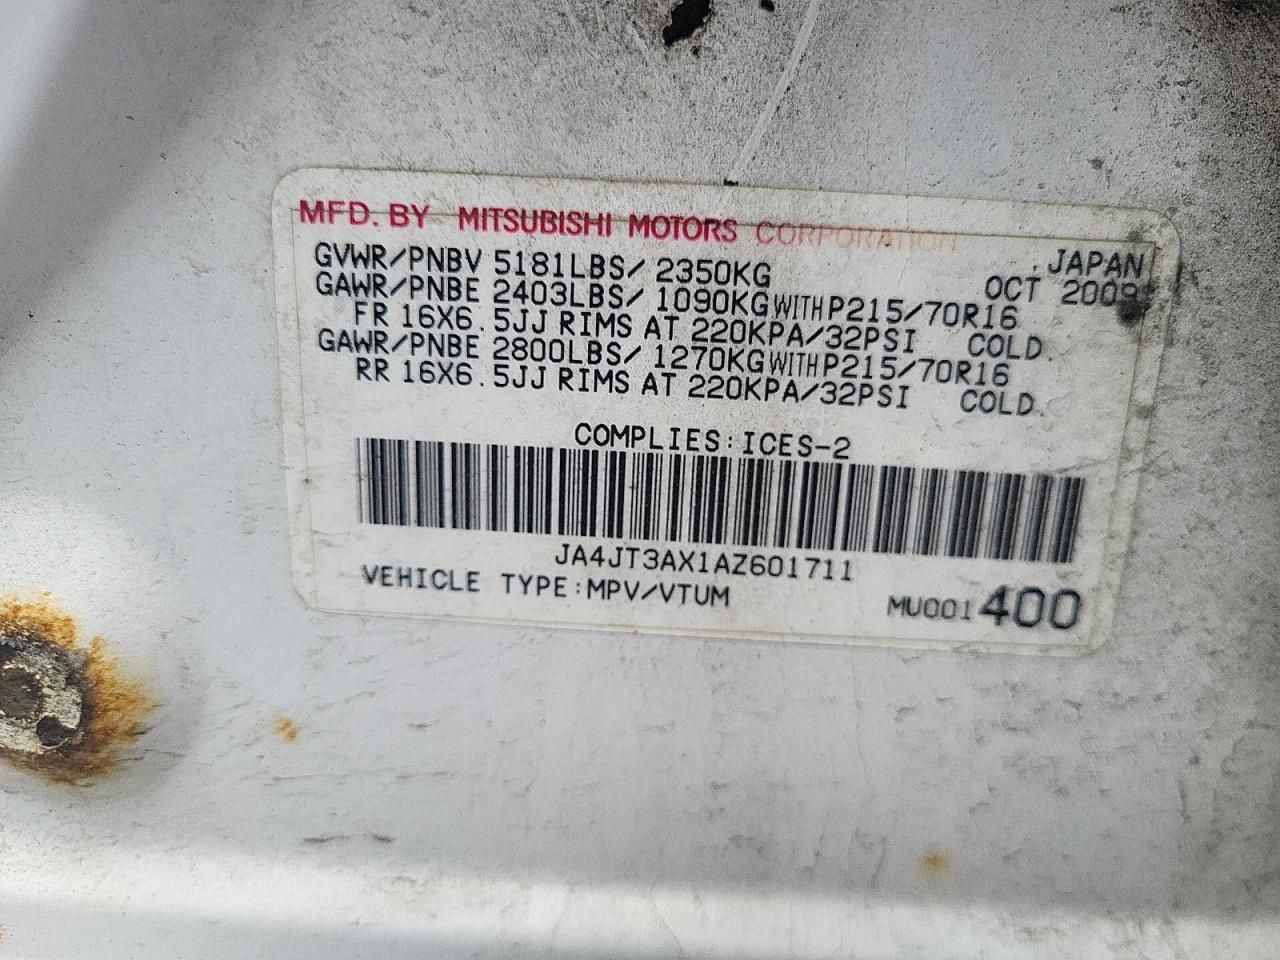 MFD. BY MITSUBISHI MOTORS CORPORATION
JAPAN
GVWR/PNBV 5181LBS/ 2350KG OCT 2009
GAWR/PNBE 2403LBS/ 1090KG WITH P215/70R16
FR 16X6.5JJ RIMS AT 220KPA/32PSI COLD.
GAWR/PNBE 2800LBS/ 1270KG WITH P215/70R16
RR 16X6.5JJ RIMS AT 220KPA/32PSI COLD.
COMPLIES:ICES-2
JA4JT3AX1AZ601711
VEHICLE TYPE:MPV/VTUM MU001400